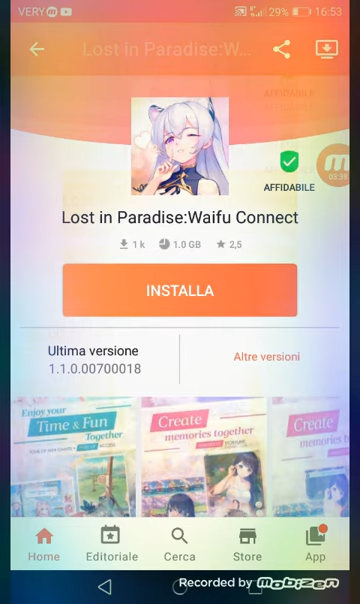 VERY
29% 16:53
Lost in Paradise:W...
AFFIDABILE
03:38
AFFIDABILE
Lost in Paradise:Waifu Connect
1 k 1.0 GB 2,5
INSTALLA
Ultima versione
1.1.0.00700018
Altre versioni
Enjoy your
Time & Fun
Together
Create
memories together
Create
memories
Home Editoriale Cerca Store App
Recorded by Mobizen